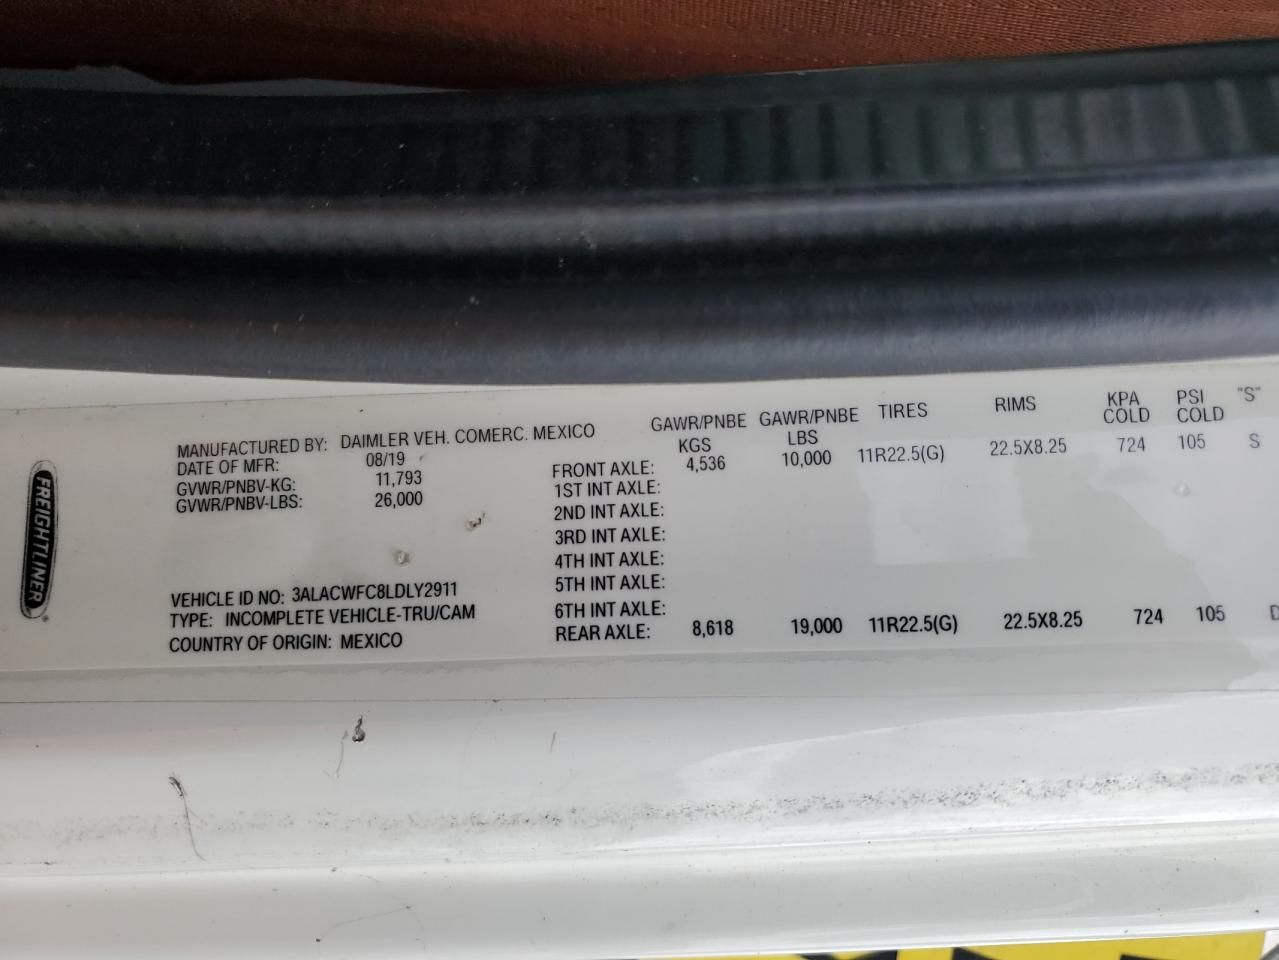 FREIGHTLINER
MANUFACTURED BY: DAIMLER VEH. COMERC. MEXICO
DATE OF MFR: 08/19
GVWR/PNBV-KG: 11,793
GVWR/PNBV-LBS: 26,000
VEHICLE ID NO: 3ALACWFC8LDLY2911
TYPE: INCOMPLETE VEHICLE-TRU/CAM
COUNTRY OF ORIGIN: MEXICO
GAWR/PNBE GAWR/PNBE TIRES RIMS KPA PSI "S"
KGS LBS COLD COLD
FRONT AXLE: 4,536 10,000 11R22.5(G) 22.5X8.25 724 105 S
1ST INT AXLE:
2ND INT AXLE:
3RD INT AXLE:
4TH INT AXLE:
5TH INT AXLE:
6TH INT AXLE:
REAR AXLE: 8,618 19,000 11R22.5(G) 22.5X8.25 724 105 D